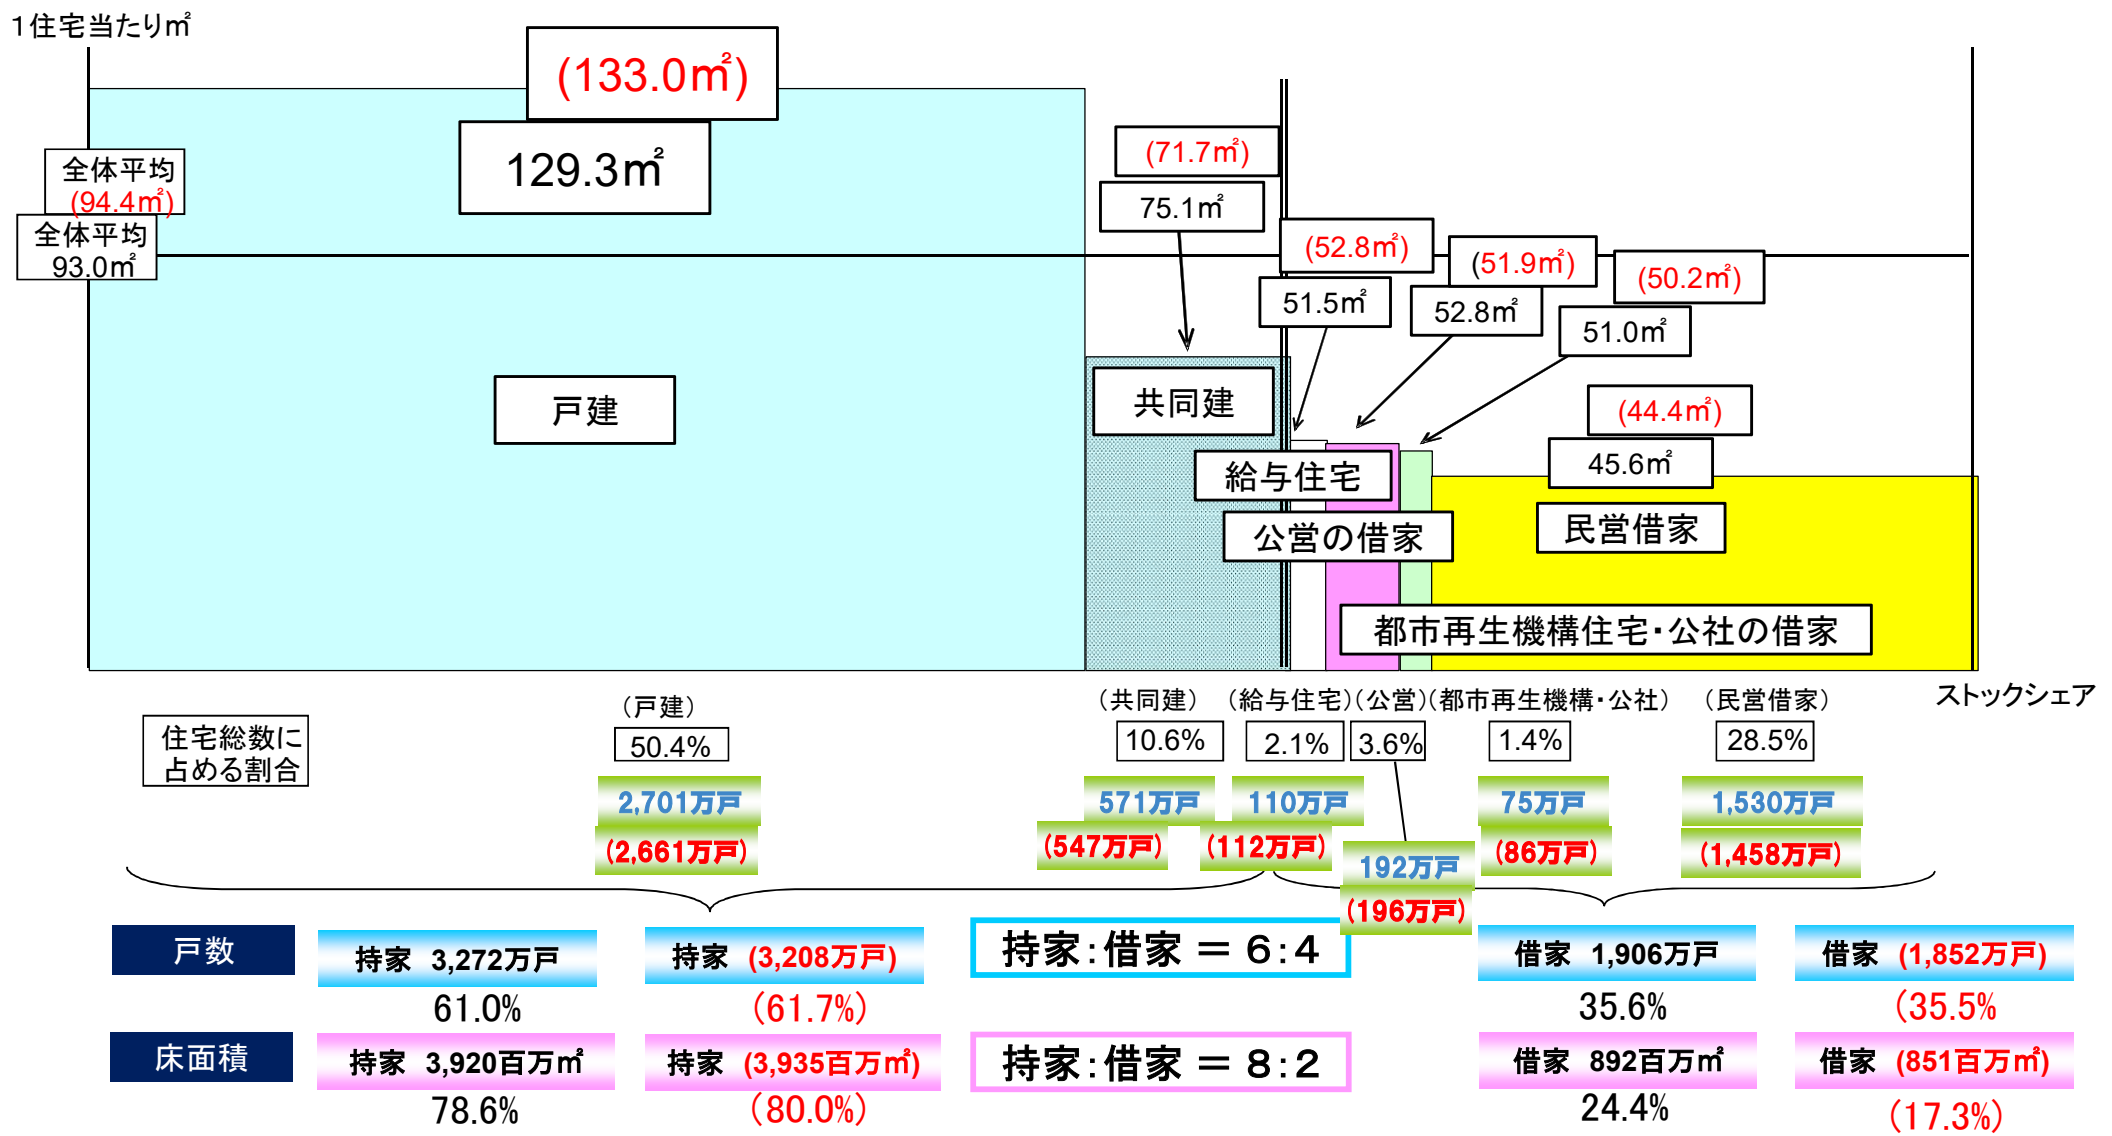 １住宅当たり㎡
(133.0㎡)
129.3㎡
全体平均
(94.4㎡)
全体平均
93.0㎡
(71.7㎡)
75.1㎡
(52.8㎡)
51.5㎡
(51.9㎡)
52.8㎡
(50.2㎡)
51.0㎡
(44.4㎡)
45.6㎡
戸建
共同建
給与住宅
公営の借家
民営借家
都市再生機構住宅・公社の借家
ストックシェア
住宅総数に
占める割合
（戸建）
（共同建）
（給与住宅）
（公営）
（都市再生機構・公社）
（民営借家）
50.4%
10.6%
2.1%
3.6%
1.4%
28.5%
2,701万戸
571万戸
110万戸
75万戸
1,530万戸
(2,661万戸)
(547万戸)
(112万戸)
192万戸
(196万戸)
(86万戸)
(1,458万戸)
戸数
持家 3,272万戸
持家 (3,208万戸)
持家：借家 ＝ ６：４
借家 1,906万戸
借家 (1,852万戸)
61.0%
(61.7%)
35.6%
(35.5%
床面積
持家 3,920百万㎡
持家 (3,935百万㎡)
持家：借家 ＝ ８：２
借家 892百万㎡
借家 (851百万㎡)
78.6%
(80.0%)
24.4%
(17.3%)